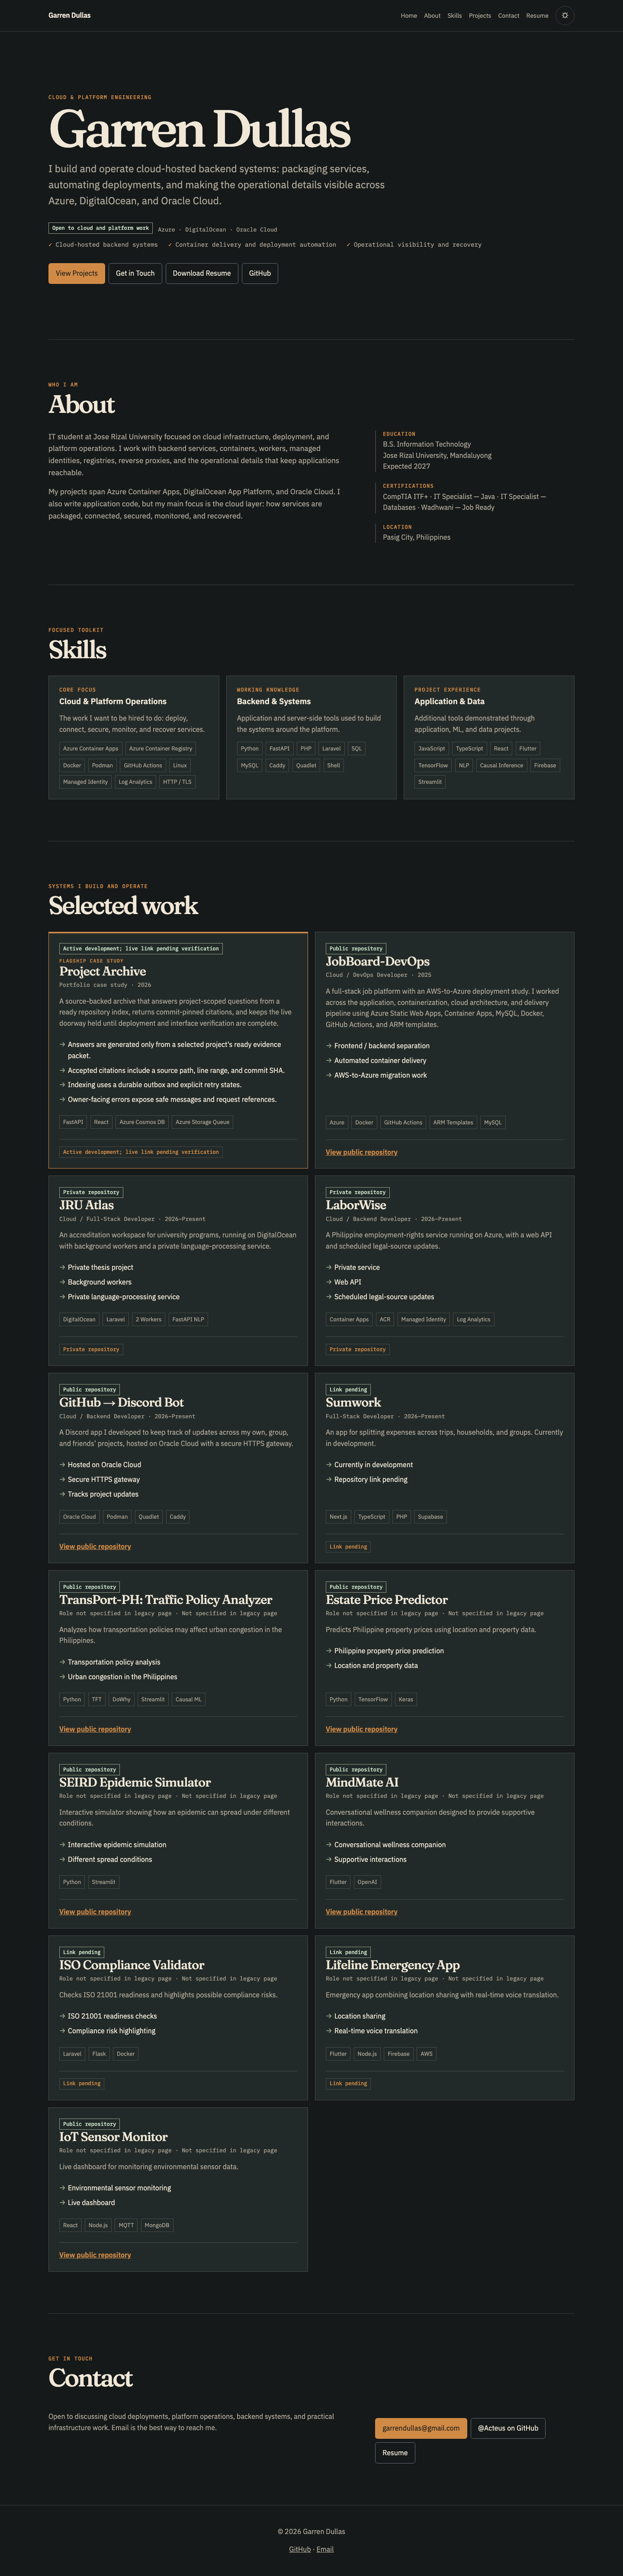 Garren Dullas
Home About Skills Projects Contact Resume
CLOUD & PLATFORM ENGINEERING
Garren Dullas
I build and operate cloud-hosted backend systems: packaging services,
automating deployments, and making the operational details visible across
Azure, DigitalOcean, and Oracle Cloud.
Open to cloud and platform work Azure · DigitalOcean · Oracle Cloud
✓ Cloud-hosted backend systems ✓ Container delivery and deployment automation ✓ Operational visibility and recovery
View Projects Get in Touch Download Resume GitHub
WHO I AM
About
IT student at Jose Rizal University focused on cloud infrastructure, deployment, and
platform operations. I work with backend services, containers, workers, managed
identities, registries, reverse proxies, and the operational details that keep applications
reachable.
My projects span Azure Container Apps, DigitalOcean App Platform, and Oracle Cloud. I
also write application code, but my main focus is the cloud layer: how services are
packaged, connected, secured, monitored, and recovered.
EDUCATION
B.S. Information Technology
Jose Rizal University, Mandaluyong
Expected 2027
CERTIFICATIONS
CompTIA ITF+ · IT Specialist — Java · IT Specialist —
Databases · Wadhwani — Job Ready
LOCATION
Pasig City, Philippines
FOCUSED TOOLKIT
Skills
CORE FOCUS
Cloud & Platform Operations
The work I want to be hired to do: deploy,
connect, secure, monitor, and recover services.
Azure Container Apps Azure Container Registry
Docker Podman GitHub Actions Linux
Managed Identity Log Analytics HTTP / TLS
WORKING KNOWLEDGE
Backend & Systems
Application and server-side tools used to build
the systems around the platform.
Python FastAPI PHP Laravel SQL
MySQL Caddy Quadlet Shell
PROJECT EXPERIENCE
Application & Data
Additional tools demonstrated through
application, ML, and data projects.
JavaScript TypeScript React Flutter
TensorFlow NLP Causal Inference Firebase
Streamlit
SYSTEMS I BUILD AND OPERATE
Selected work
Active development; live link pending verification
FLAGSHIP CASE STUDY
Project Archive
Portfolio case study · 2026
A source-backed archive that answers project-scoped questions from a
ready repository index, returns commit-pinned citations, and keeps the live
doorway held until deployment and interface verification are complete.
→ Answers are generated only from a selected project's ready evidence
packet.
→ Accepted citations include a source path, line range, and commit SHA.
→ Indexing uses a durable outbox and explicit retry states.
→ Owner-facing errors expose safe messages and request references.
FastAPI React Azure Cosmos DB Azure Storage Queue
Active development; live link pending verification
Public repository
JobBoard-DevOps
Cloud / DevOps Developer · 2025
A full-stack job platform with an AWS-to-Azure deployment study. I worked
across the application, containerization, cloud architecture, and delivery
pipeline using Azure Static Web Apps, Container Apps, MySQL, Docker,
GitHub Actions, and ARM templates.
→ Frontend / backend separation
→ Automated container delivery
→ AWS-to-Azure migration work
Azure Docker GitHub Actions ARM Templates MySQL
View public repository
Private repository
JRU Atlas
Cloud / Full-Stack Developer · 2026–Present
An accreditation workspace for university programs, running on DigitalOcean
with background workers and a private language-processing service.
→ Private thesis project
→ Background workers
→ Private language-processing service
DigitalOcean Laravel 2 Workers FastAPI NLP
Private repository
Private repository
LaborWise
Cloud / Backend Developer · 2026–Present
A Philippine employment-rights service running on Azure, with a web API
and scheduled legal-source updates.
→ Private service
→ Web API
→ Scheduled legal-source updates
Container Apps ACR Managed Identity Log Analytics
Private repository
Public repository
GitHub → Discord Bot
Cloud / Backend Developer · 2026–Present
A Discord app I developed to keep track of updates across my own, group,
and friends' projects, hosted on Oracle Cloud with a secure HTTPS gateway.
→ Hosted on Oracle Cloud
→ Secure HTTPS gateway
→ Tracks project updates
Oracle Cloud Podman Quadlet Caddy
View public repository
Link pending
Sumwork
Full-Stack Developer · 2026–Present
An app for splitting expenses across trips, households, and groups. Currently
in development.
→ Currently in development
→ Repository link pending
Next.js TypeScript PHP Supabase
Link pending
Public repository
TransPort-PH: Traffic Policy Analyzer
Role not specified in legacy page · Not specified in legacy page
Analyzes how transportation policies may affect urban congestion in the
Philippines.
→ Transportation policy analysis
→ Urban congestion in the Philippines
Python TFT DoWhy Streamlit Causal ML
View public repository
Public repository
Estate Price Predictor
Role not specified in legacy page · Not specified in legacy page
Predicts Philippine property prices using location and property data.
→ Philippine property price prediction
→ Location and property data
Python TensorFlow Keras
View public repository
Public repository
SEIRD Epidemic Simulator
Role not specified in legacy page · Not specified in legacy page
Interactive simulator showing how an epidemic can spread under different
conditions.
→ Interactive epidemic simulation
→ Different spread conditions
Python Streamlit
View public repository
Public repository
MindMate AI
Role not specified in legacy page · Not specified in legacy page
Conversational wellness companion designed to provide supportive
interactions.
→ Conversational wellness companion
→ Supportive interactions
Flutter OpenAI
View public repository
Link pending
ISO Compliance Validator
Role not specified in legacy page · Not specified in legacy page
Checks ISO 21001 readiness and highlights possible compliance risks.
→ ISO 21001 readiness checks
→ Compliance risk highlighting
Laravel Flask Docker
Link pending
Link pending
Lifeline Emergency App
Role not specified in legacy page · Not specified in legacy page
Emergency app combining location sharing with real-time voice translation.
→ Location sharing
→ Real-time voice translation
Flutter Node.js Firebase AWS
Link pending
Public repository
IoT Sensor Monitor
Role not specified in legacy page · Not specified in legacy page
Live dashboard for monitoring environmental sensor data.
→ Environmental sensor monitoring
→ Live dashboard
React Node.js MQTT MongoDB
View public repository
GET IN TOUCH
Contact
Open to discussing cloud deployments, platform operations, backend systems, and practical
infrastructure work. Email is the best way to reach me.
garrendullas@gmail.com @Acteus on GitHub
Resume
© 2026 Garren Dullas
GitHub · Email